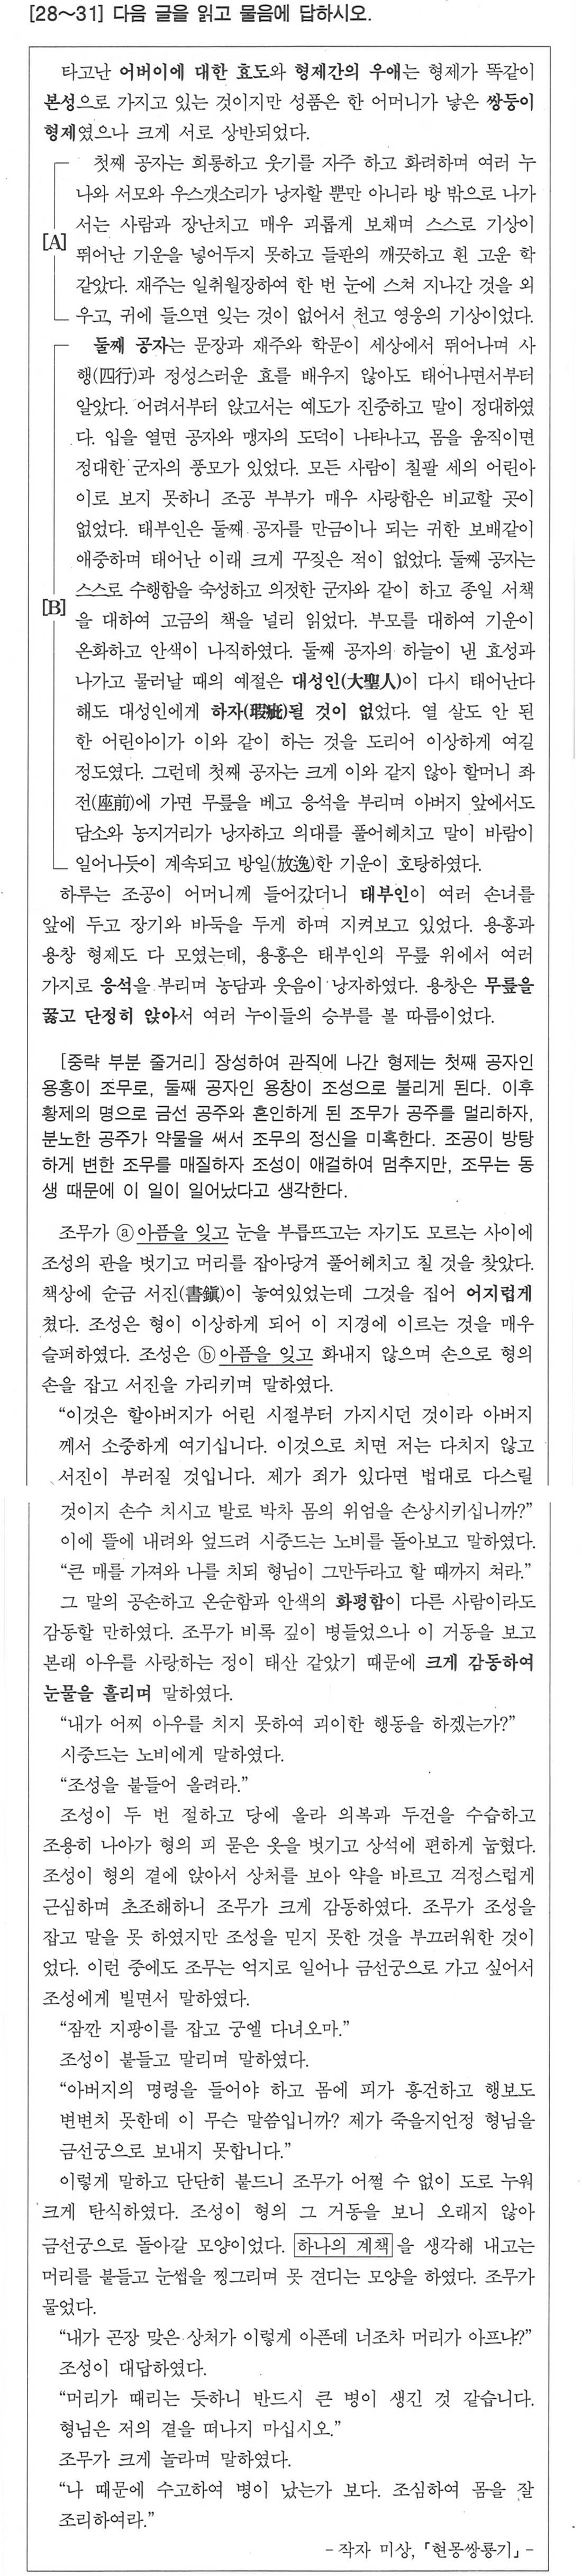 [28～31] 다음 글을 읽고 물음에 답하시오.
타고난 어버이에 대한 효도와 형제간의 우애는 형제가 똑같이
본성으로 가지고 있는 것이지만 성품은 한 어머니가 낳은 쌍둥이
형제였으나 크게 서로 상반되었다.
첫째 공자는 희롱하고 웃기를 자주 하고 화려하며 여러 누
나와 서모와 우스갯소리가 낭자할 뿐만 아니라 방 밖으로 나가
서는 사람과 장난치고 매우 괴롭게 보채며 스스로 기상이
[A]
뛰어난 기운을 넣어두지 못하고 들판의 깨끗하고 흰 고운 학
같았다. 재주는 일취월장하여 한 번 눈에 스쳐 지나간 것을 외
우고, 귀에 들으면 잊는 것이 없어서 천고 영웅의 기상이었다.
둘째 공자는 문장과 재주와 학문이 세상에서 뛰어나며 사
행(四行)과 정성스러운 효를 배우지 않아도 태어나면서부터
알았다. 어려서부터 앉고서는 예도가 진중하고 말이 정대하였
다. 입을 열면 공자와 맹자의 도덕이 나타나고, 몸을 움직이면
정대한 군자의 풍모가 있었다. 모든 사람이 칠팔 세의 어린아
이로 보지 못하니 조공 부부가 매우 사랑함은 비교할 곳이
없었다. 태부인은 둘째 공자를 만금이나 되는 귀한 보배같이
애중하며 태어난 이래 크게 꾸짖은 적이 없었다. 둘째 공자는
스스로 수행함을 숙성하고 의젓한 군자와 같이 하고 종일 서책
[B]
을 대하여 고금의 책을 널리 읽었다. 부모를 대하여 기운이
온화하고 안색이 나직하였다. 둘째 공자의 하늘이 낸 효성과
나가고 물러날 때의 예절은 대성인(大聖人)이 다시 태어난다
해도 대성인에게 하자(瑕疵)될 것이 없었다. 열 살도 안 된
한 어린아이가 이와 같이 하는 것을 도리어 이상하게 여길
정도였다. 그런데 첫째 공자는 크게 이와 같지 않아 할머니 좌
전(座前)에 가면 무릎을 베고 응석을 부리며 아버지 앞에서도
담소와 농지거리가 낭자하고 의대를 풀어헤치고 말이 바람이
일어나듯이 계속되고 방일(放逸)한 기운이 호탕하였다.
하루는 조공이 어머니께 들어갔더니 태부인이 여러 손녀를
앞에 두고 장기와 바둑을 두게 하며 지켜보고 있었다. 용홍과
용창 형제도 다 모였는데, 용홍은 태부인의 무릎 위에서 여러
가지로 응석을 부리며 농담과 웃음이 낭자하였다. 용창은 무릎을
꿇고 단정히 앉아서 여러 누이들의 승부를 볼 따름이었다.
[중략 부분 줄거리] 장성하여 관직에 나간 형제는 첫째 공자인
용홍이 조무로, 둘째 공자인 용창이 조성으로 불리게 된다. 이후
황제의 명으로 금선 공주와 혼인하게 된 조무가 공주를 멀리하자,
분노한 공주가 약물을 써서 조무의 정신을 미혹한다. 조공이 방탕
하게 변한 조무를 매질하자 조성이 애걸하여 멈추지만, 조무는 동
생 때문에 이 일이 일어났다고 생각한다.
조무가 ⓐ아픔을 잊고 눈을 부릅뜨고는 자기도 모르는 사이에
조성의 관을 벗기고 머리를 잡아당겨 풀어헤치고 칠 것을 찾았다.
책상에 순금 서진(書鎭)이 놓여있었는데 그것을 집어 어지럽게
쳤다. 조성은 형이 이상하게 되어 이 지경에 이르는 것을 매우
슬퍼하였다. 조성은 ⓑ아픔을 잊고 화내지 않으며 손으로 형의
손을 잡고 서진을 가리키며 말하였다.
“이것은 할아버지가 어린 시절부터 가지시던 것이라 아버지
께서 소중하게 여기십니다. 이것으로 치면 저는 다치지 않고
서진이 부러질 것입니다. 제가 죄가 있다면 법대로 다스릴
것이지 손수 치시고 발로 박차 몸의 위엄을 손상시키십니까?”
이에 뜰에 내려와 엎드려 시중드는 노비를 돌아보고 말하였다.
“큰 매를 가져와 나를 치되 형님이 그만두라고 할 때까지 쳐라.”
그 말의 공손하고 온순함과 안색의 화평함이 다른 사람이라도
감동할 만하였다. 조무가 비록 깊이 병들었으나 이 거동을 보고
본래 아우를 사랑하는 정이 태산 같았기 때문에 크게 감동하여
눈물을 흘리며 말하였다.
“내가 어찌 아우를 치지 못하여 괴이한 행동을 하겠는가?”
시중드는 노비에게 말하였다.
“조성을 붙들어 올려라.”
조성이 두 번 절하고 당에 올라 의복과 두건을 수습하고
조용히 나아가 형의 피 묻은 옷을 벗기고 상석에 편하게 눕혔다.
조성이 형의 곁에 앉아서 상처를 보아 약을 바르고 걱정스럽게
근심하며 초조해하니 조무가 크게 감동하였다. 조무가 조성을
잡고 말을 못 하였지만 조성을 믿지 못한 것을 부끄러워한 것이
었다. 이런 중에도 조무는 억지로 일어나 금선궁으로 가고 싶어서
조성에게 빌면서 말하였다.
“잠깐 지팡이를 잡고 궁엘 다녀오마.”
조성이 붙들고 말리며 말하였다.
“아버지의 명령을 들어야 하고 몸에 피가 흥건하고 행보도
변변치 못한데 이 무슨 말씀입니까? 제가 죽을지언정 형님을
금선궁으로 보내지 못합니다.”
이렇게 말하고 단단히 붙드니 조무가 어쩔 수 없이 도로 누워
크게 탄식하였다. 조성이 형의 그 거동을 보니 오래지 않아
금선궁으로 돌아갈 모양이었다. 하나의 계책을 생각해 내고는
머리를 붙들고 눈썹을 찡그리며 못 견디는 모양을 하였다. 조무가
물었다.
“내가 곤장 맞은 상처가 이렇게 아픈데 너조차 머리가 아프냐?”
조성이 대답하였다.
“머리가 때리는 듯하니 반드시 큰 병이 생긴 것 같습니다.
형님은 저의 곁을 떠나지 마십시오.”
조무가 크게 놀라며 말하였다.
“나 때문에 수고하여 병이 났는가 보다. 조심하여 몸을 잘
조리하여라.”
- 작자 미상, 「현몽쌍룡기」 -